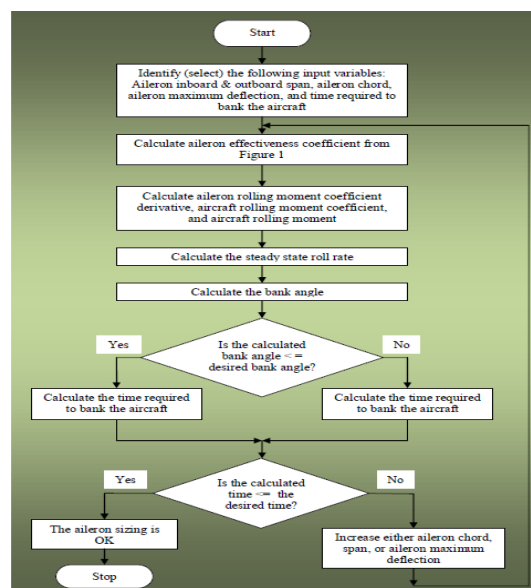 Start
Identify (select) the following input variables:
Aileron inboard & outboard span, aileron chord,
aileron maximum deflection, and time required to
bank the aircraft
Calculate aileron effectiveness coefficient from
Figure 1
Calculate aileron rolling moment coefficient
derivative, aircraft rolling moment coefficient,
and aircraft rolling moment
Calculate the steady state roll rate
Calculate the bank angle
Yes
Is the calculated
bank angle < =
desired bank angle?
No
Calculate the time required
to bank the aircraft
Calculate the time required
to bank the aircraft
Yes
Is the calculated
time <= the
desired time?
No
The aileron sizing is
OK
Increase either aileron chord,
span, or aileron maximum
deflection
Stop